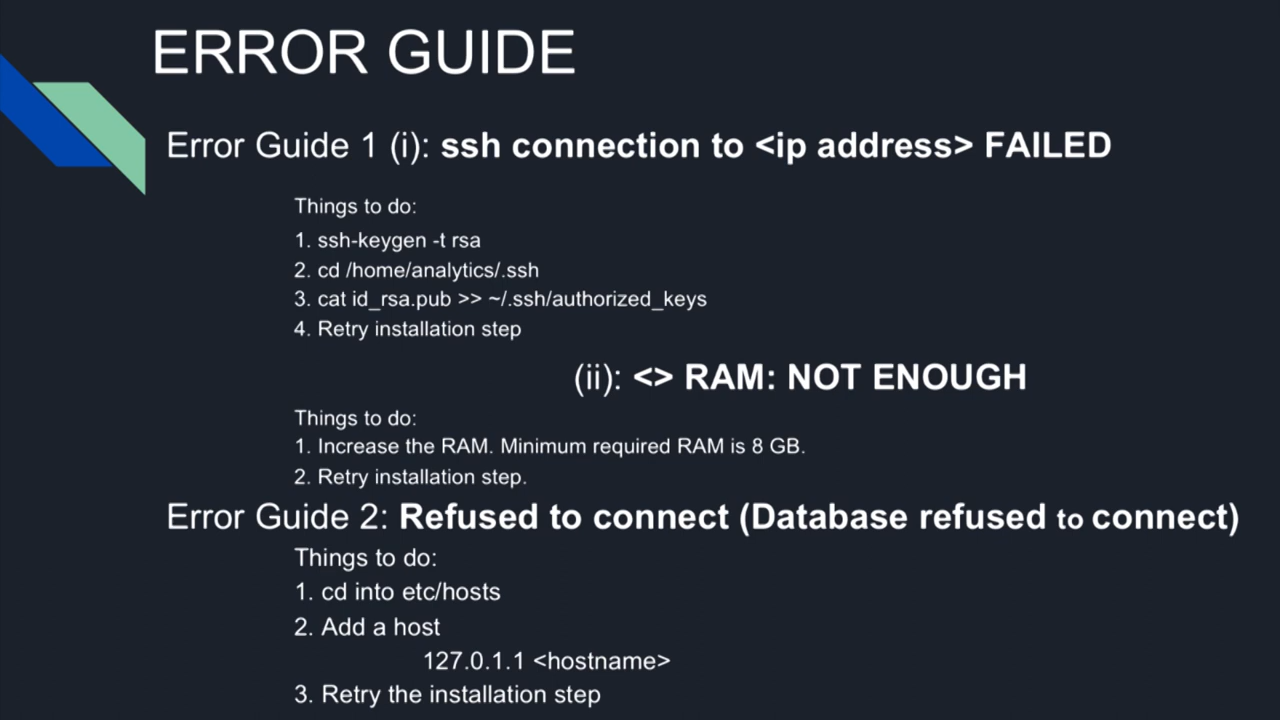 ERROR GUIDE
Error Guide 1 (i): ssh connection to <ip address> FAILED
Things to do:
1. ssh-keygen -t rsa
2. cd /home/analytics/.ssh
3. cat id_rsa.pub >> ~/.ssh/authorized_keys
4. Retry installation step
(ii): <> RAM: NOT ENOUGH
Things to do:
1. Increase the RAM. Minimum required RAM is 8 GB.
2. Retry installation step.
Error Guide 2: Refused to connect (Database refused to connect)
Things to do:
1. cd into etc/hosts
2. Add a host
127.0.1.1 <hostname>
3. Retry the installation step